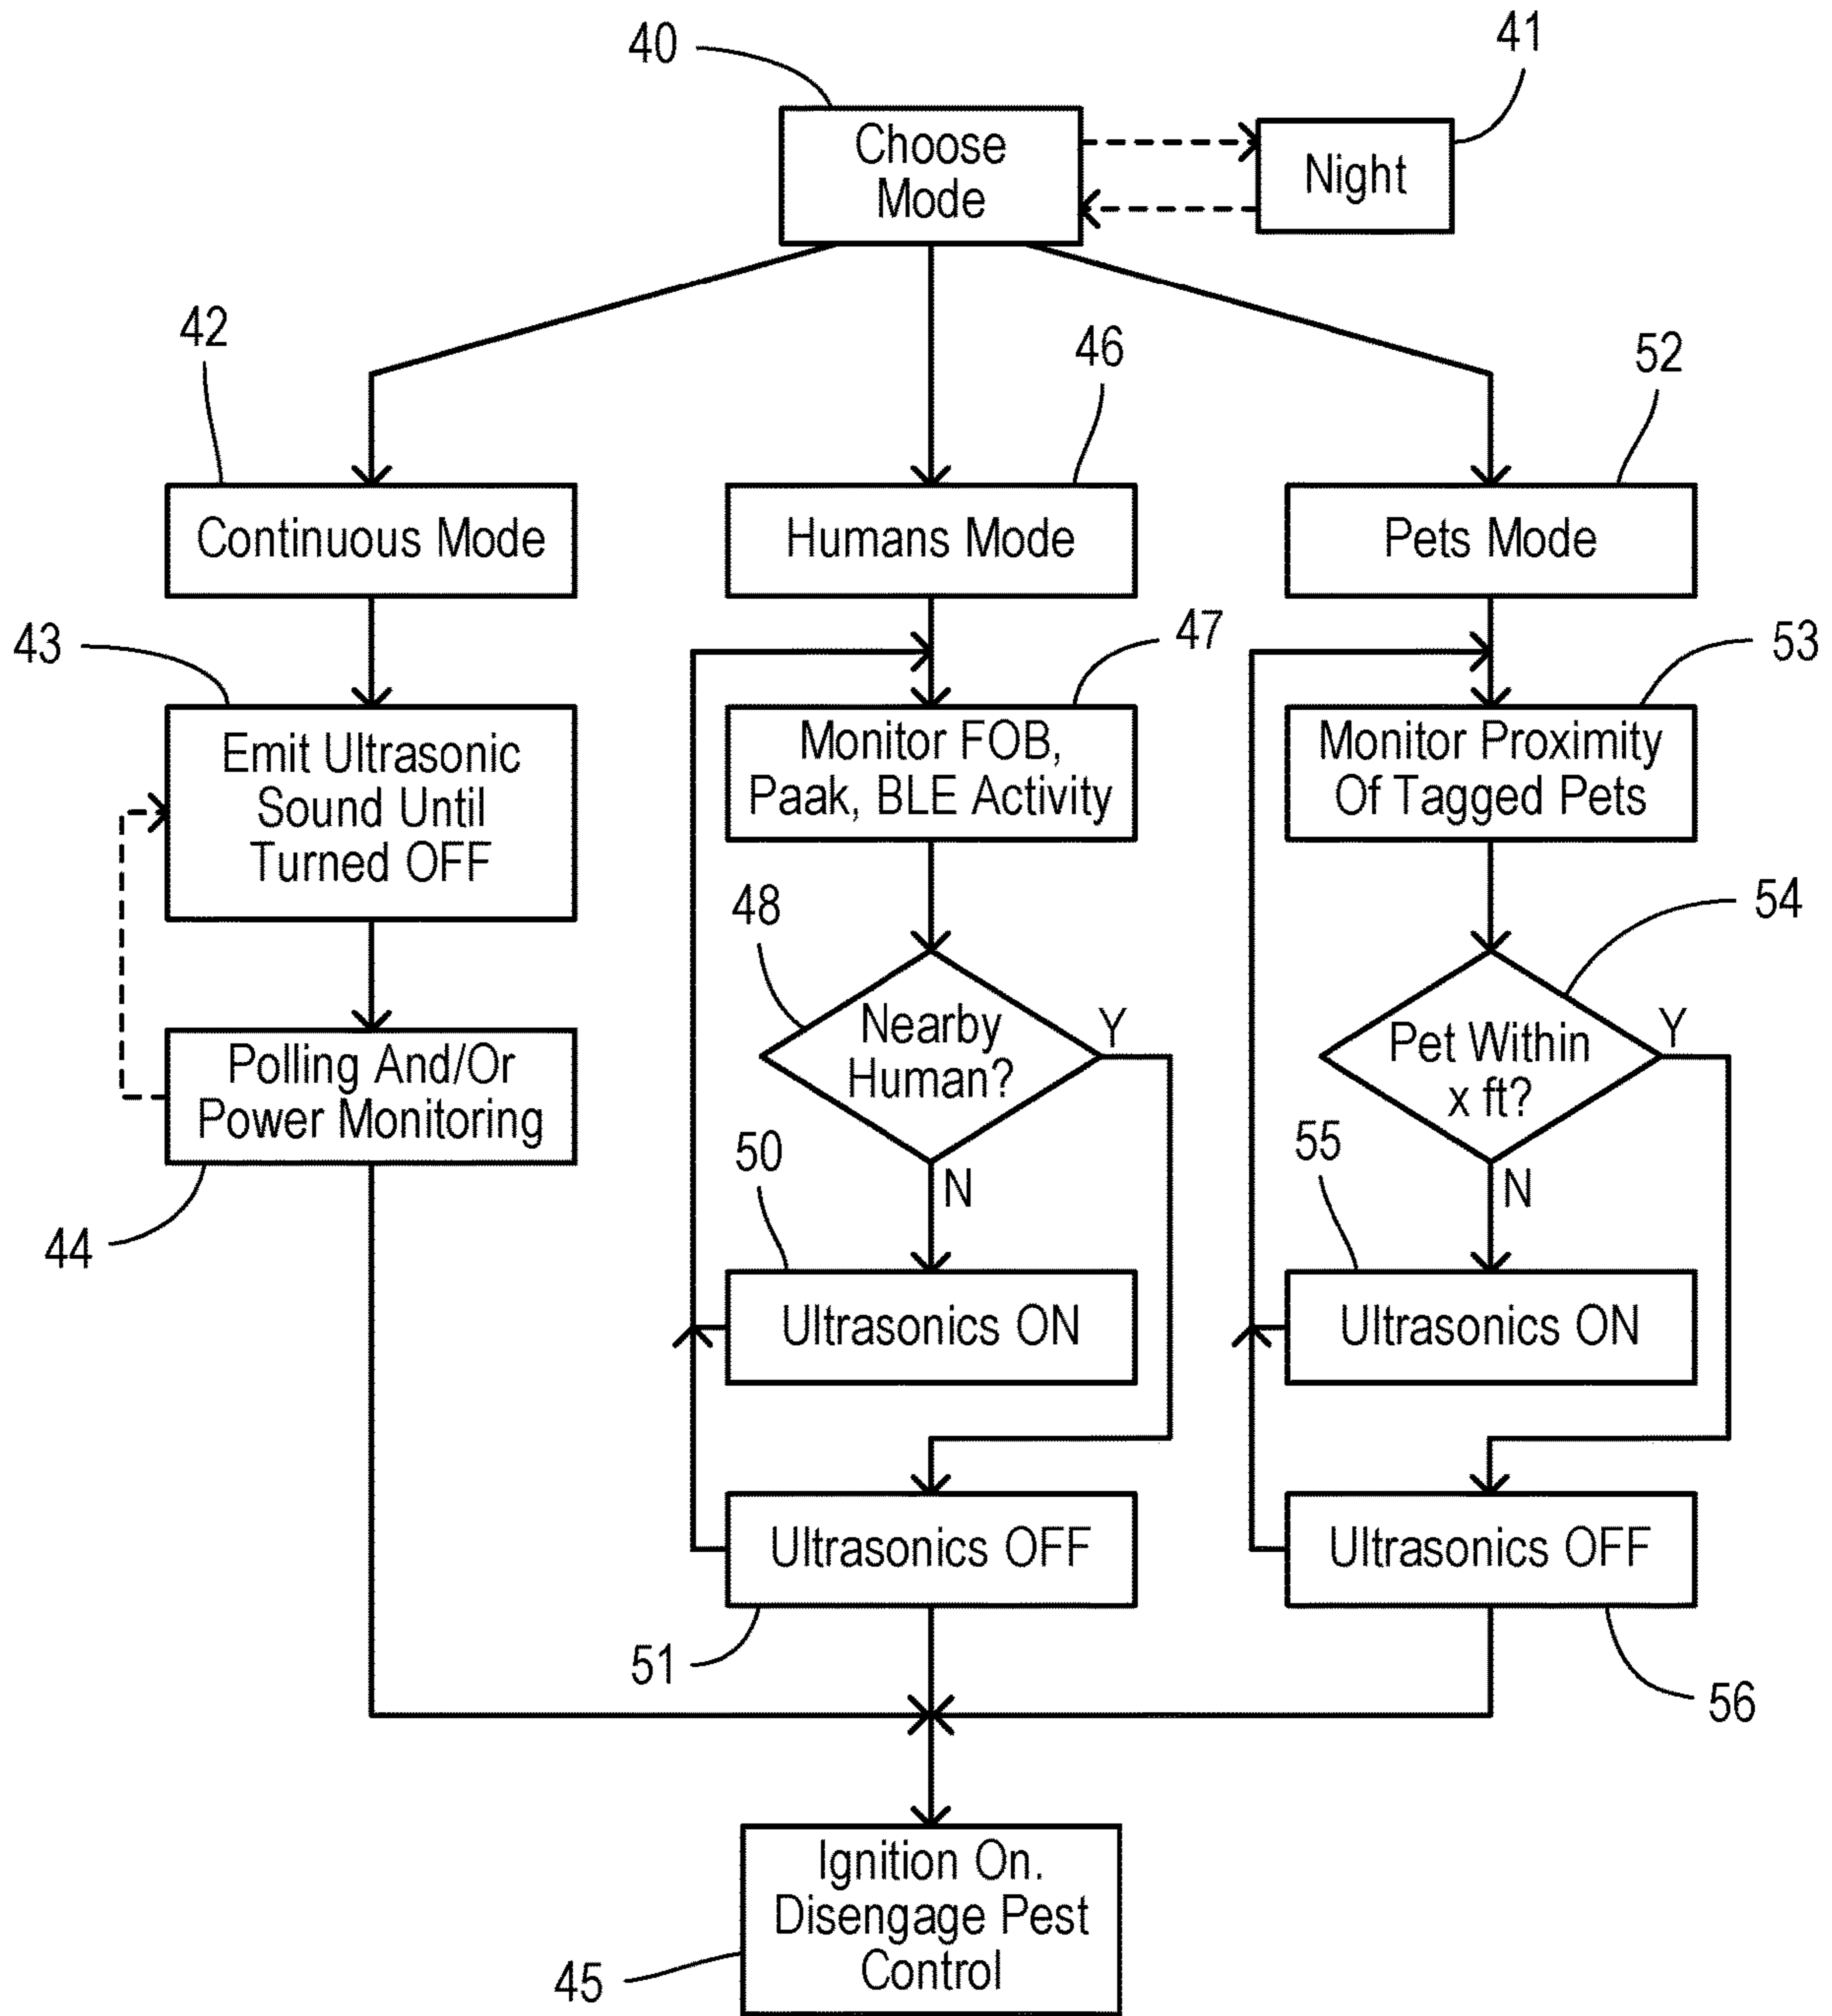 40
41
Choose
Mode
Night
42
46
52
Continuous Mode
Humans Mode
Pets Mode
43
47
53
Emit Ultrasonic
Sound Until
Turned OFF
Monitor FOB,
Paak, BLE Activity
Monitor Proximity
Of Tagged Pets
48
54
Nearby
Human?
Y
N
Pet Within
x ft?
Y
N
Polling And/Or
Power Monitoring
44
50
55
Ultrasonics ON
Ultrasonics ON
Ultrasonics OFF
Ultrasonics OFF
51
56
Ignition On.
Disengage Pest
Control
45